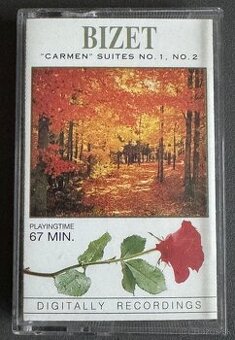 BIZET
"CARMEN" SUITES NO. 1, NO. 2
PLAYINGTIME
67 MIN.
DIGITALLY RECORDINGS